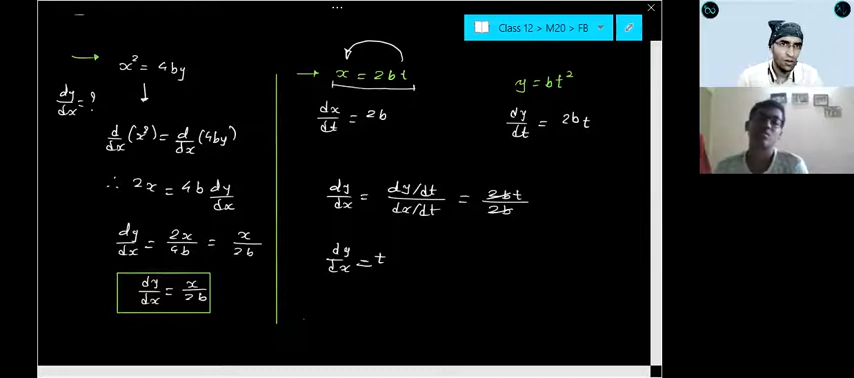 ...
Class 12 > M20 > FB
x² = 4by
dy/dx = ?
d/dx (x²) = d/dx (4by)
∴ 2x = 4b dy/dx
dy/dx = 2x/4b = x/2b
dy/dx = x/2b
x = 2bt
dx/dt = 2b
y = bt²
dy/dt = 2bt
dy/dx = dy/dt / dx/dt = 2bt/2b
dy/dx = t